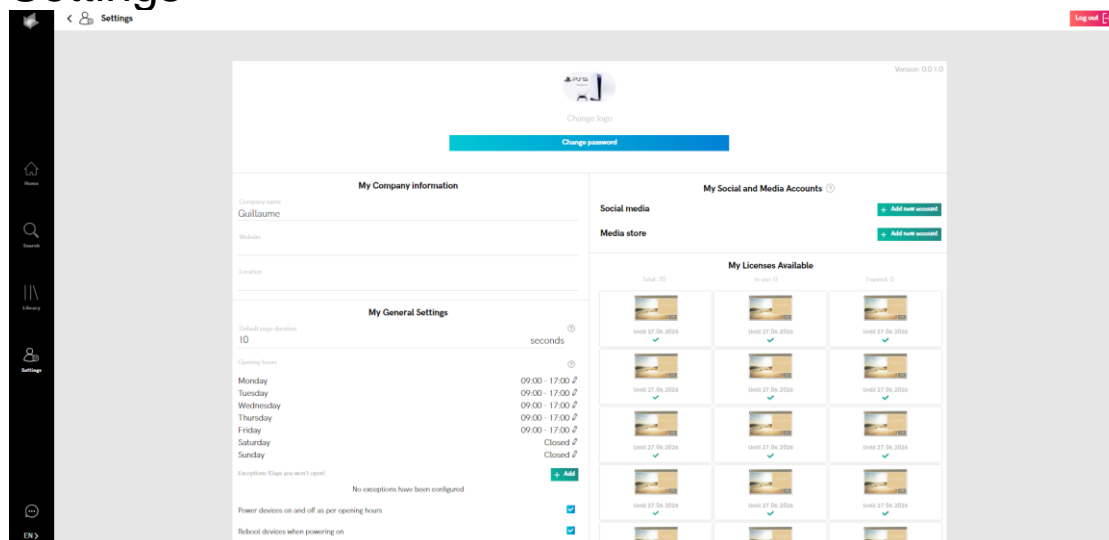 Settings
Settings
Log out
Version: 0.0.1.0
PS5
Change logo
Change password
Home
Search
Library
Settings
EN
My Company information
Company name
Guillaume
Website
Location
My General Settings
Default page duration
10 seconds
Opening hours
Monday 09:00 - 17:00
Tuesday 09:00 - 17:00
Wednesday 09:00 - 17:00
Thursday 09:00 - 17:00
Friday 09:00 - 17:00
Saturday Closed
Sunday Closed
Exceptions (Days you won't open)
+ Add
No exceptions have been configured
Power devices on and off as per opening hours
Reboot devices when powering on
My Social and Media Accounts
Social media
+ Add new account
Media store
+ Add new account
My Licenses Available
Total: 20 In use: 0 Expired: 0
Until 27.06.2026 Until 27.06.2026 Until 27.06.2026
Until 27.06.2026 Until 27.06.2026 Until 27.06.2026
Until 27.06.2026 Until 27.06.2026 Until 27.06.2026
Until 27.06.2026 Until 27.06.2026 Until 27.06.2026